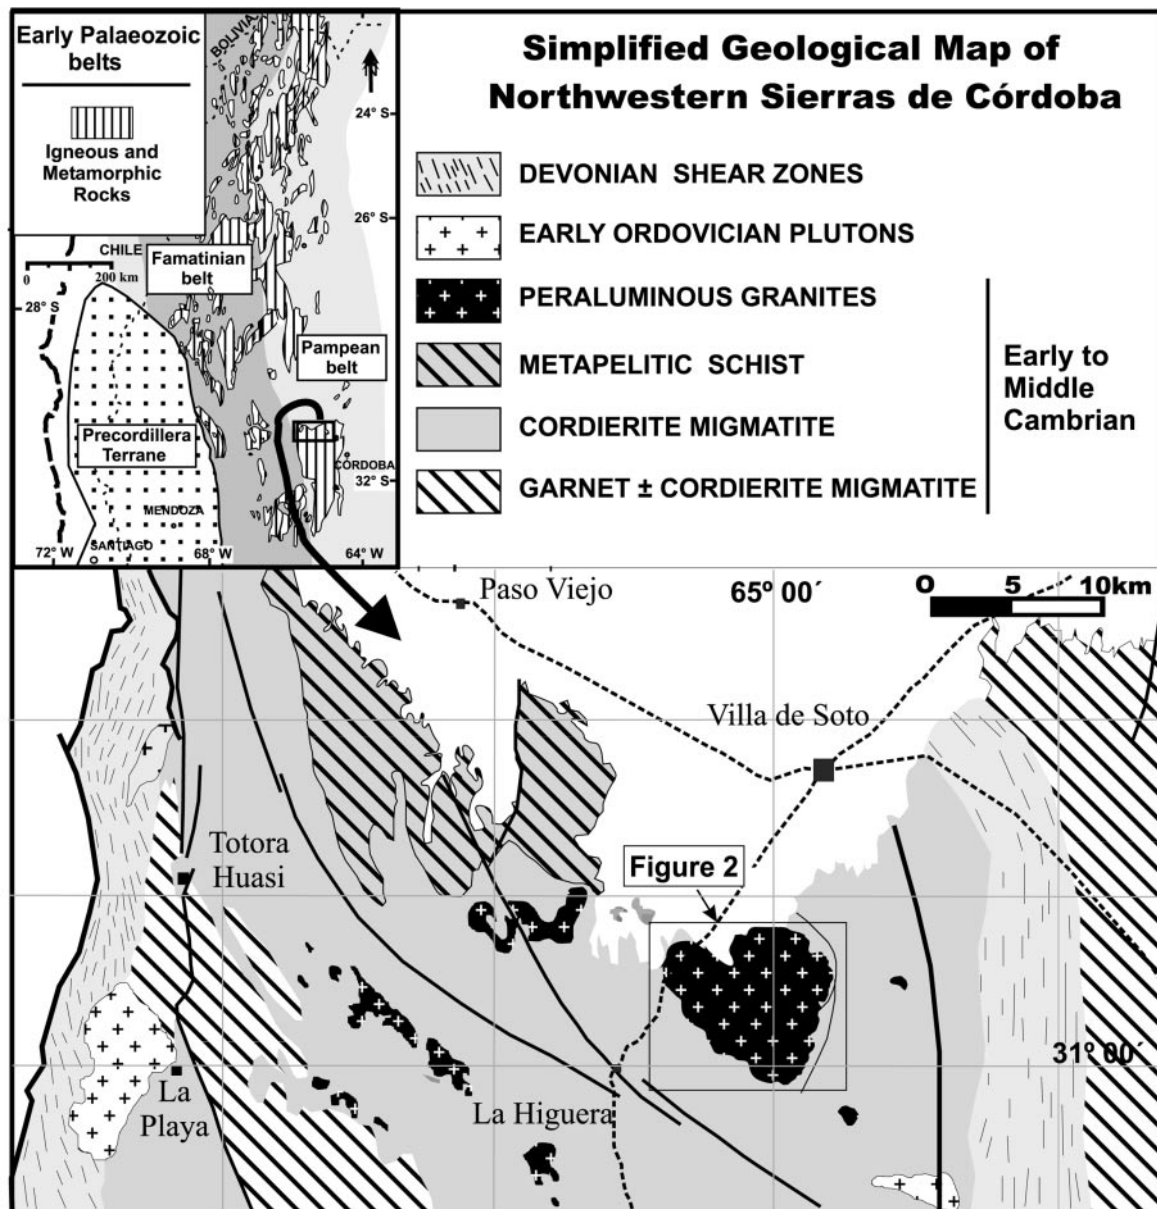 Early Palaeozoic
belts
Igneous and
Metamorphic
Rocks
BOLIVIA
24° S
26° S
CHILE
0
200 km
Famatinian
belt
28° S
Pampean
belt
Precordillera
Terrane
CÓRDOBA
32° S
MENDOZA
SANTIAGO
72° W
68° W
64° W
Simplified Geological Map of
Northwestern Sierras de Córdoba
DEVONIAN SHEAR ZONES
EARLY ORDOVICIAN PLUTONS
PERALUMINOUS GRANITES
METAPELITIC SCHIST
CORDIERITE MIGMATITE
GARNET ± CORDIERITE MIGMATITE
Early to
Middle
Cambrian
Paso Viejo
65º 00´
O 5 10km
Villa de Soto
Totora
Huasi
Figure 2
31º 00´
La
Playa
La Higuera